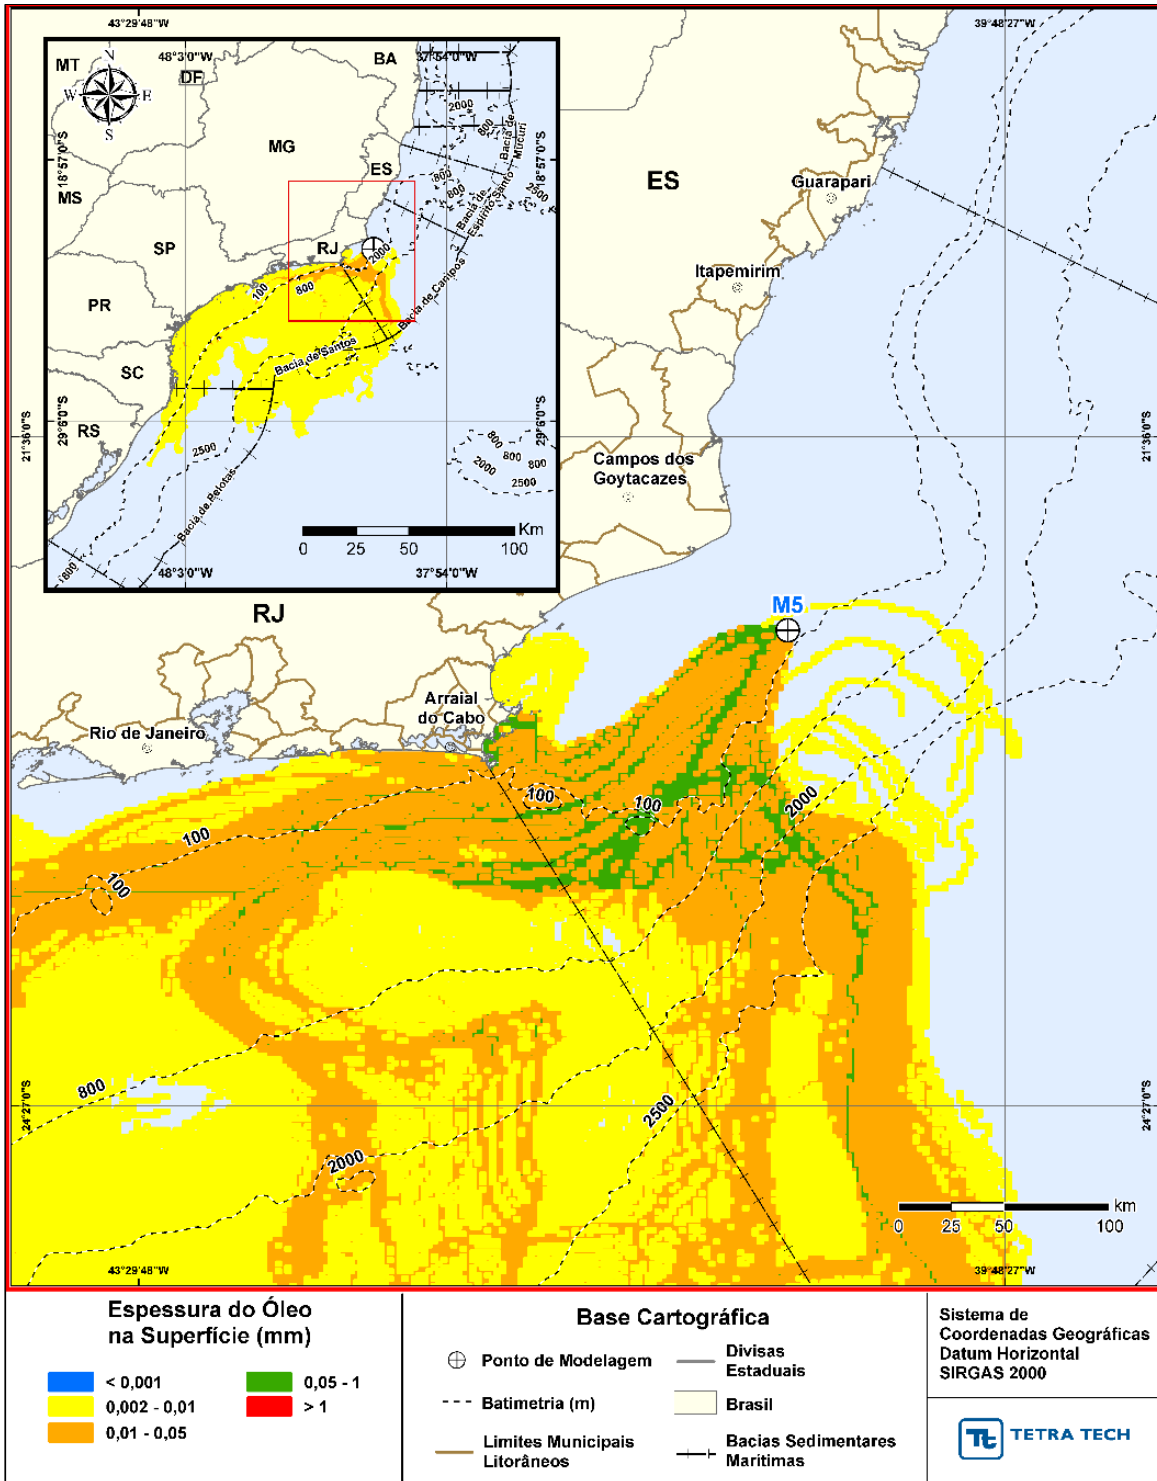 43°29'48"W
39°48'27"W
48°3'0"W
37°54'0"W
MT
DF
BA
N
W
E
S
18°57'0"S
18°57'0"S
MG
ES
MS
SP
RJ
PR
SC
RS
2000
800
Bacia de Mucuri
800
2500
2000
Bacia de Espírito Santo
2000
100
800
Bacia de Campos
Bacia de Santos
29°6'0"S
29°6'0"S
2500
Bacia de Pelotas
800
800
2000
800
800
2500
Km
0 25 50 100
48°3'0"W
37°54'0"W
ES
Guarapari
Itapemirim
21°36'0"S
21°36'0"S
Campos dos
Goytacazes
RJ
M5
Arraial
do Cabo
Rio de Janeiro
100
100
100
100
2000
800
2500
2000
24°27'0"S
24°27'0"S
km
0 25 50 100
43°29'48"W
39°48'27"W
Espessura do Óleo
na Superfície (mm)
< 0,001
0,002 - 0,01
0,01 - 0,05
0,05 - 1
> 1
Base Cartográfica
Ponto de Modelagem
Batimetria (m)
Limites Municipais
Litorâneos
Divisas
Estaduais
Brasil
Bacias Sedimentares
Marítimas
Sistema de
Coordenadas Geográficas
Datum Horizontal
SIRGAS 2000
Tt TETRA TECH